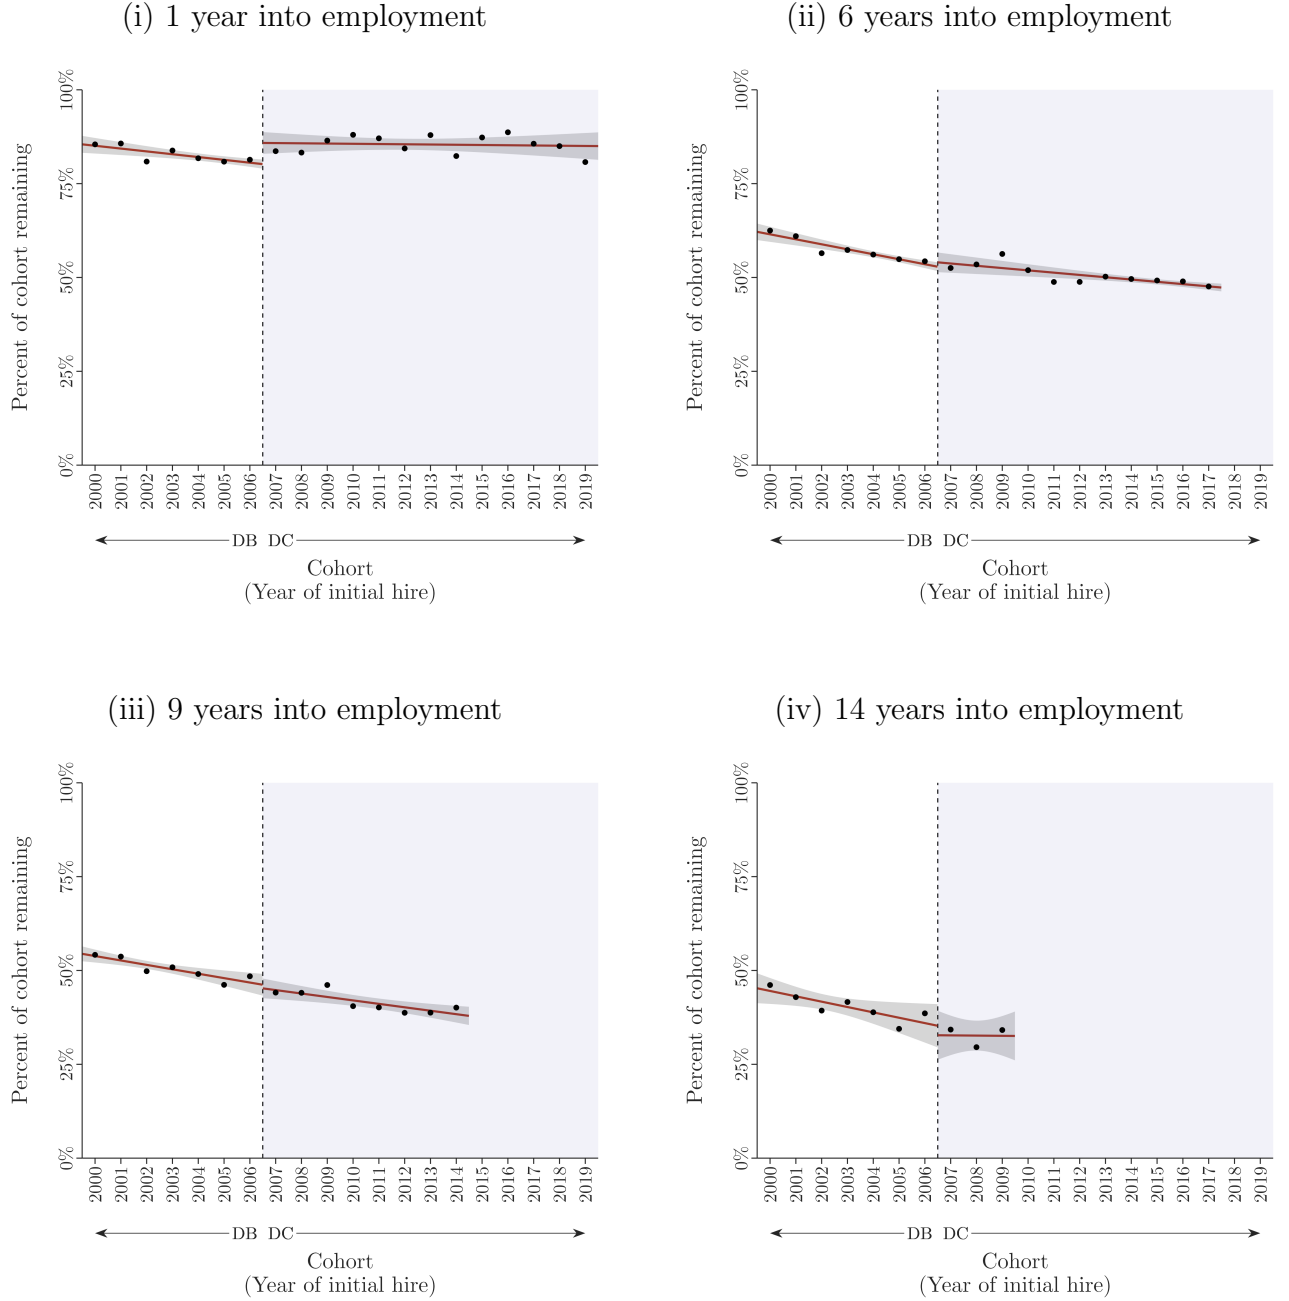 (i) 1 year into employment
Percent of cohort remaining
100%
75%
50%
25%
0%
2000 2001 2002 2003 2004 2005 2006 2007 2008 2009 2010 2011 2012 2013 2014 2015 2016 2017 2018 2019
DB DC
Cohort
(Year of initial hire)
(ii) 6 years into employment
Percent of cohort remaining
100%
75%
50%
25%
0%
2000 2001 2002 2003 2004 2005 2006 2007 2008 2009 2010 2011 2012 2013 2014 2015 2016 2017 2018 2019
DB DC
Cohort
(Year of initial hire)
(iii) 9 years into employment
Percent of cohort remaining
100%
75%
50%
25%
0%
2000 2001 2002 2003 2004 2005 2006 2007 2008 2009 2010 2011 2012 2013 2014 2015 2016 2017 2018 2019
DB DC
Cohort
(Year of initial hire)
(iv) 14 years into employment
Percent of cohort remaining
100%
75%
50%
25%
0%
2000 2001 2002 2003 2004 2005 2006 2007 2008 2009 2010 2011 2012 2013 2014 2015 2016 2017 2018 2019
DB DC
Cohort
(Year of initial hire)